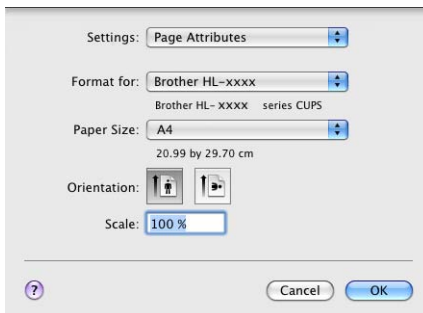 Settings: Page Attributes
Format for: Brother HL-xxxx
Brother HL- xxxx series CUPS
Paper Size: A4
20.99 by 29.70 cm
Orientation:
Scale: 100 %
? Cancel OK